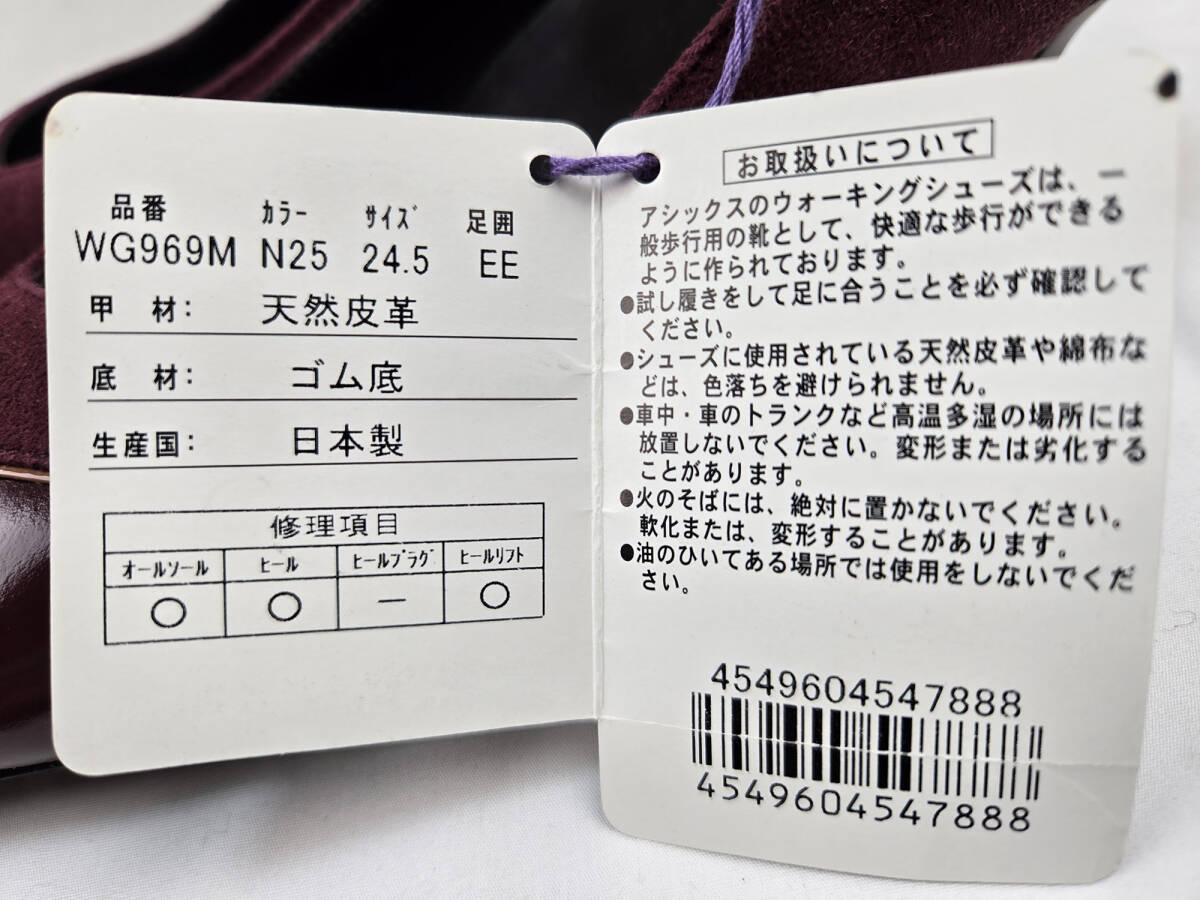 品番 カラー サイズ 足囲
WG969M N25 24.5 EE
甲 材: 天然皮革
底 材: ゴム底
生産国: 日本製
修理項目
オールソール ヒール ヒールプラグ ヒールリフト
○ ○ － ○
お取扱いについて
アシックスのウォーキングシューズは、一
般歩行用の靴として、快適な歩行ができる
ように作られております。
●試し履きをして足に合うことを必ず確認して
ください。
●シューズに使用されている天然皮革や綿布な
どは、色落ちを避けられません。
●車中・車のトランクなど高温多湿の場所には
放置しないでください。変形または劣化する
ことがあります。
●火のそばには、絶対に置かないでください。
軟化または、変形することがあります。
●油のひいてある場所では使用をしないでくだ
さい。
4549604547888
4549604547888